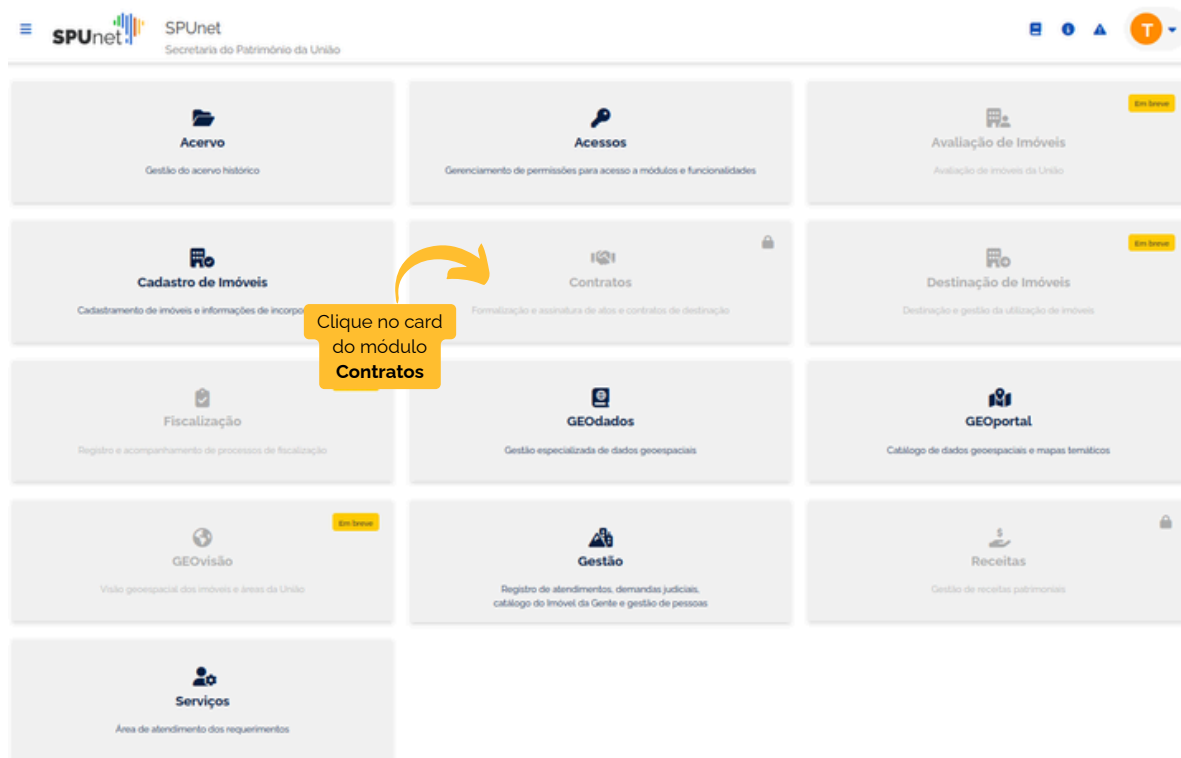 SPUnet
SPUnet
Secretaria do Patrimônio da União
T
Acervo
Gestão do acervo histórico
Acessos
Gerenciamento de permissões para acesso a módulos e funcionalidades
Em breve
Avaliação de Imóveis
Avaliação de imóveis da União
Cadastro de Imóveis
Cadastramento de imóveis e informações de incorpo
Contratos
Formalização e assinatura de atos e contratos de destinação
Em breve
Destinação de Imóveis
Destinação e gestão da utilização de imóveis
Clique no card
do módulo
Contratos
Fiscalização
Registro e acompanhamento de processos de fiscalização
GEOdados
Gestão especializada de dados geoespaciais
GEOportal
Catálogo de dados geoespaciais e mapas temáticos
Em breve
GEOvisão
Visão geoespacial dos imóveis e áreas da União
Gestão
Registro de atendimentos, demandas judiciais,
catálogo do Imóvel da Gente e gestão de pessoas
Receitas
Gestão de receitas patrimoniais
Serviços
Área de atendimento dos requerimentos